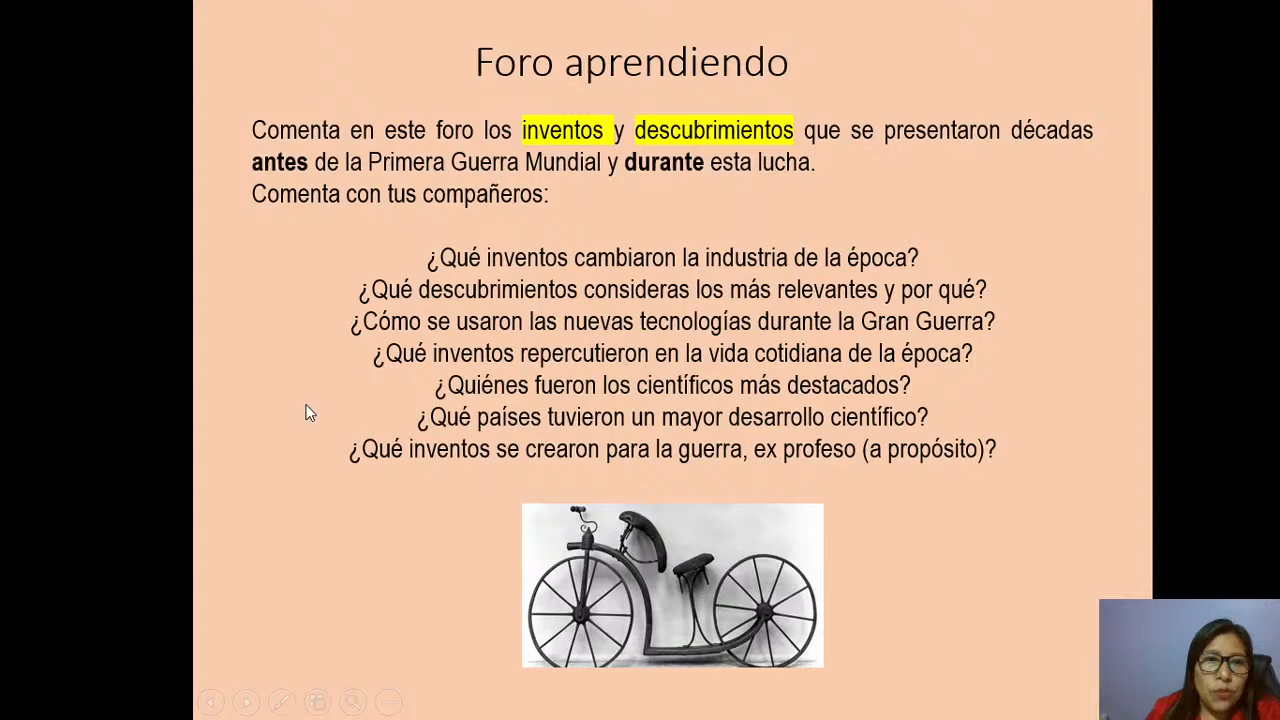 Foro aprendiendo
Comenta en este foro los inventos y descubrimientos que se presentaron décadas
antes de la Primera Guerra Mundial y durante esta lucha.
Comenta con tus compañeros:
¿Qué inventos cambiaron la industria de la época?
¿Qué descubrimientos consideras los más relevantes y por qué?
¿Cómo se usaron las nuevas tecnologías durante la Gran Guerra?
¿Qué inventos repercutieron en la vida cotidiana de la época?
¿Quiénes fueron los científicos más destacados?
¿Qué países tuvieron un mayor desarrollo científico?
¿Qué inventos se crearon para la guerra, ex profeso (a propósito)?